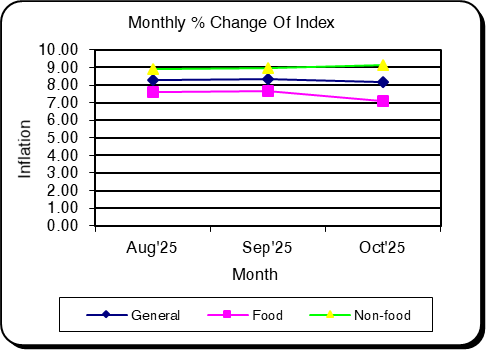 Monthly % Change Of Index
10.00
9.00
8.00
7.00
6.00
5.00
4.00
3.00
2.00
1.00
0.00
Inflation
Aug'25 Sep'25 Oct'25
Month
General Food Non-food